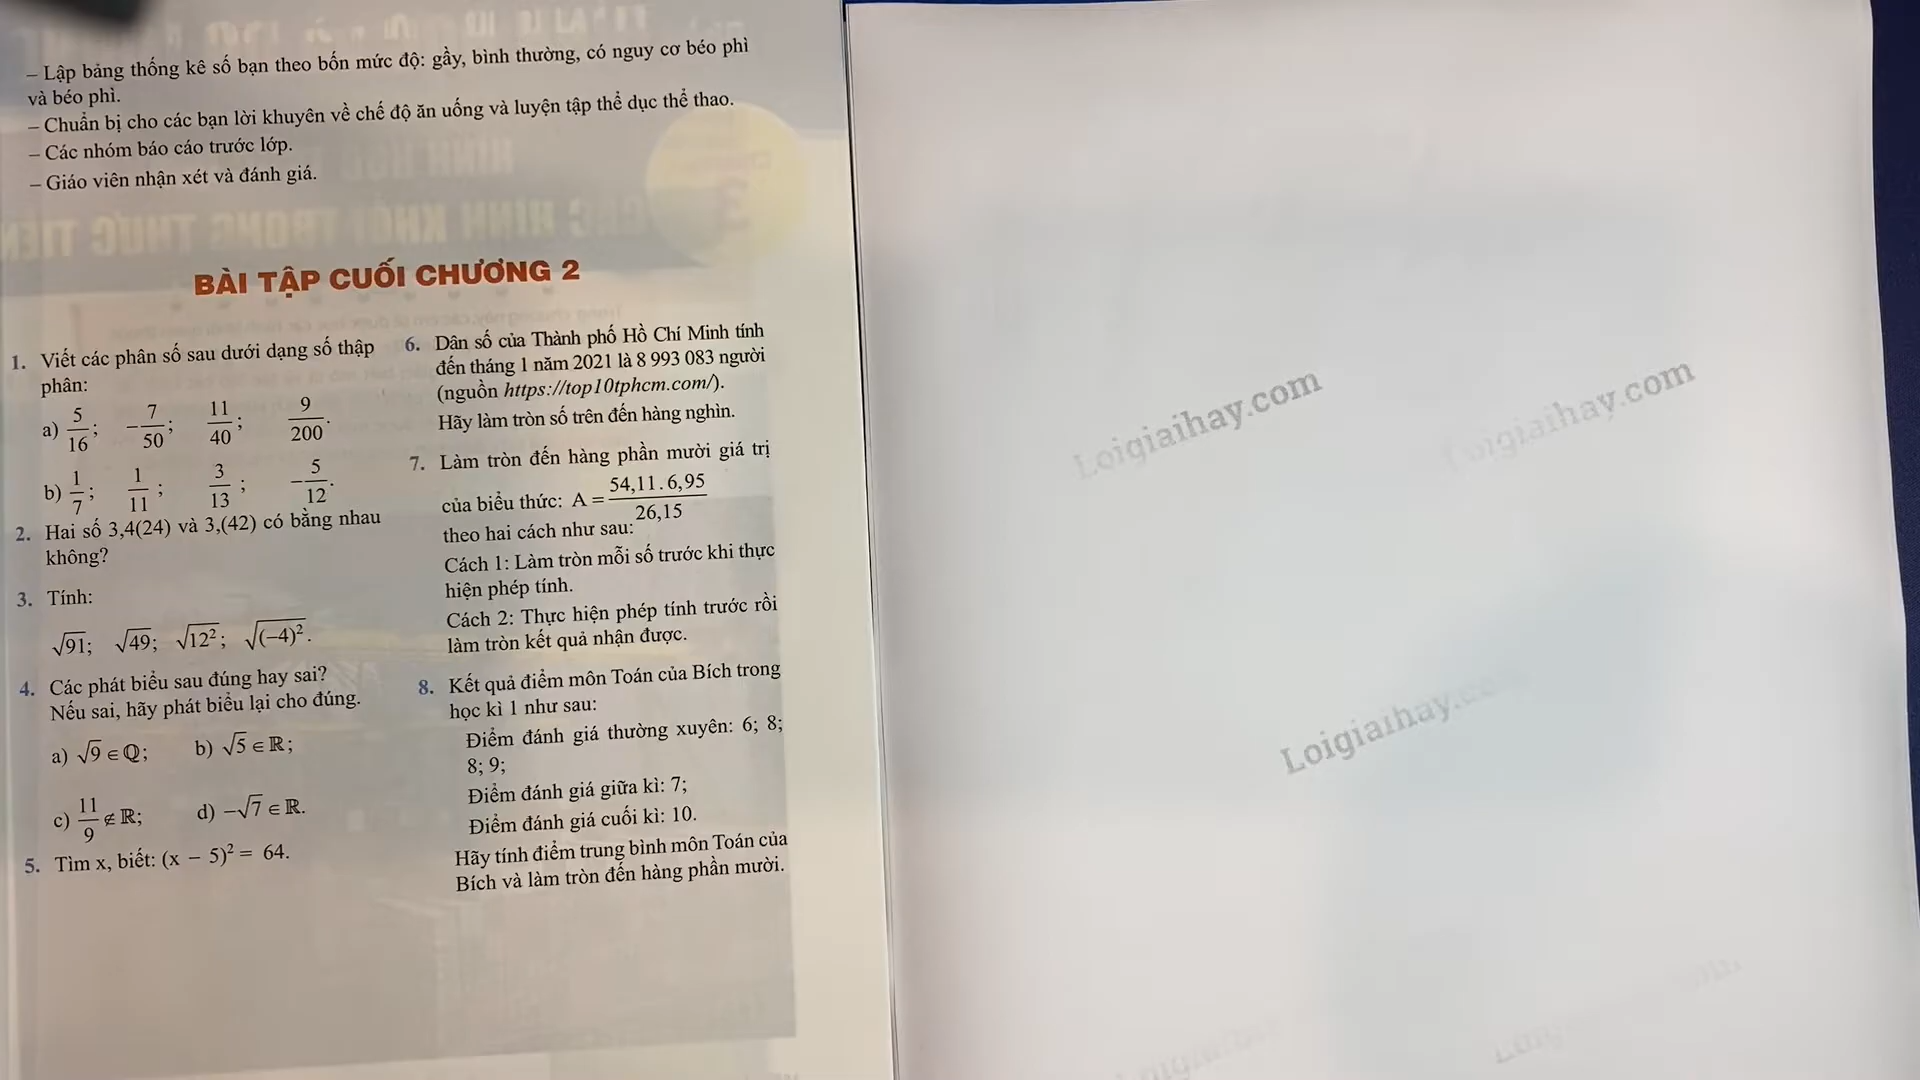 – Lập bảng thống kê số bạn theo bốn mức độ: gầy, bình thường, có nguy cơ béo phì
và béo phì.
– Chuẩn bị cho các bạn lời khuyên về chế độ ăn uống và luyện tập thể dục thể thao.
– Các nhóm báo cáo trước lớp.
– Giáo viên nhận xét và đánh giá.
BÀI TẬP CUỐI CHƯƠNG 2
1. Viết các phân số sau dưới dạng số thập
phân:
a) 5/16; -7/50; 11/40; 9/200.
b) 1/7; 1/11; 3/13; -5/12.
2. Hai số 3,4(24) và 3,(42) có bằng nhau
không?
3. Tính:
√91; √49; √12²; √(–4)².
4. Các phát biểu sau đúng hay sai?
Nếu sai, hãy phát biểu lại cho đúng.
a) √9 ∈ ℚ; b) √5 ∈ ℝ;
c) 11/9 ∉ ℝ; d) –√7 ∈ ℝ.
5. Tìm x, biết: (x – 5)² = 64.
6. Dân số của Thành phố Hồ Chí Minh tính
đến tháng 1 năm 2021 là 8 993 083 người
(nguồn https://top10tphcm.com/).
Hãy làm tròn số trên đến hàng nghìn.
7. Làm tròn đến hàng phần mười giá trị
của biểu thức: A = 54,11 . 6,95 / 26,15
theo hai cách như sau:
Cách 1: Làm tròn mỗi số trước khi thực
hiện phép tính.
Cách 2: Thực hiện phép tính trước rồi
làm tròn kết quả nhận được.
8. Kết quả điểm môn Toán của Bích trong
học kì 1 như sau:
Điểm đánh giá thường xuyên: 6; 8;
8; 9;
Điểm đánh giá giữa kì: 7;
Điểm đánh giá cuối kì: 10.
Hãy tính điểm trung bình môn Toán của
Bích và làm tròn đến hàng phần mười.
Loigiaihay.com
Loigiaihay.com
Loigiaihay.com